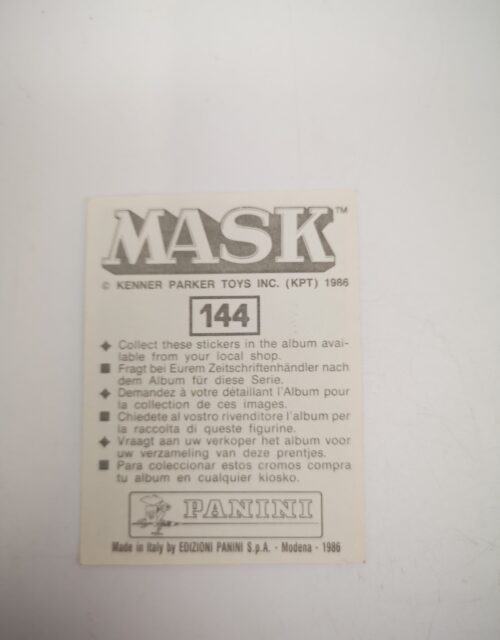 MASK™
© KENNER PARKER TOYS INC. (KPT) 1986
144
Collect these stickers in the album avai-
lable from your local shop.
Fragt bei Eurem Zeitschriftenhändler nach
dem Album für diese Serie.
Demandez à votre détaillant l'Album pour
la collection de ces images.
Chiedete al vostro rivenditore l'album per
la raccolta di queste figurine.
Vraagt aan uw verkoper het album voor
uw verzameling van deze prentjes.
Para coleccionar estos cromos compra
tu album en cualquier kiosko.
PANINI
Made in Italy by EDIZIONI PANINI S.p.A. - Modena - 1986